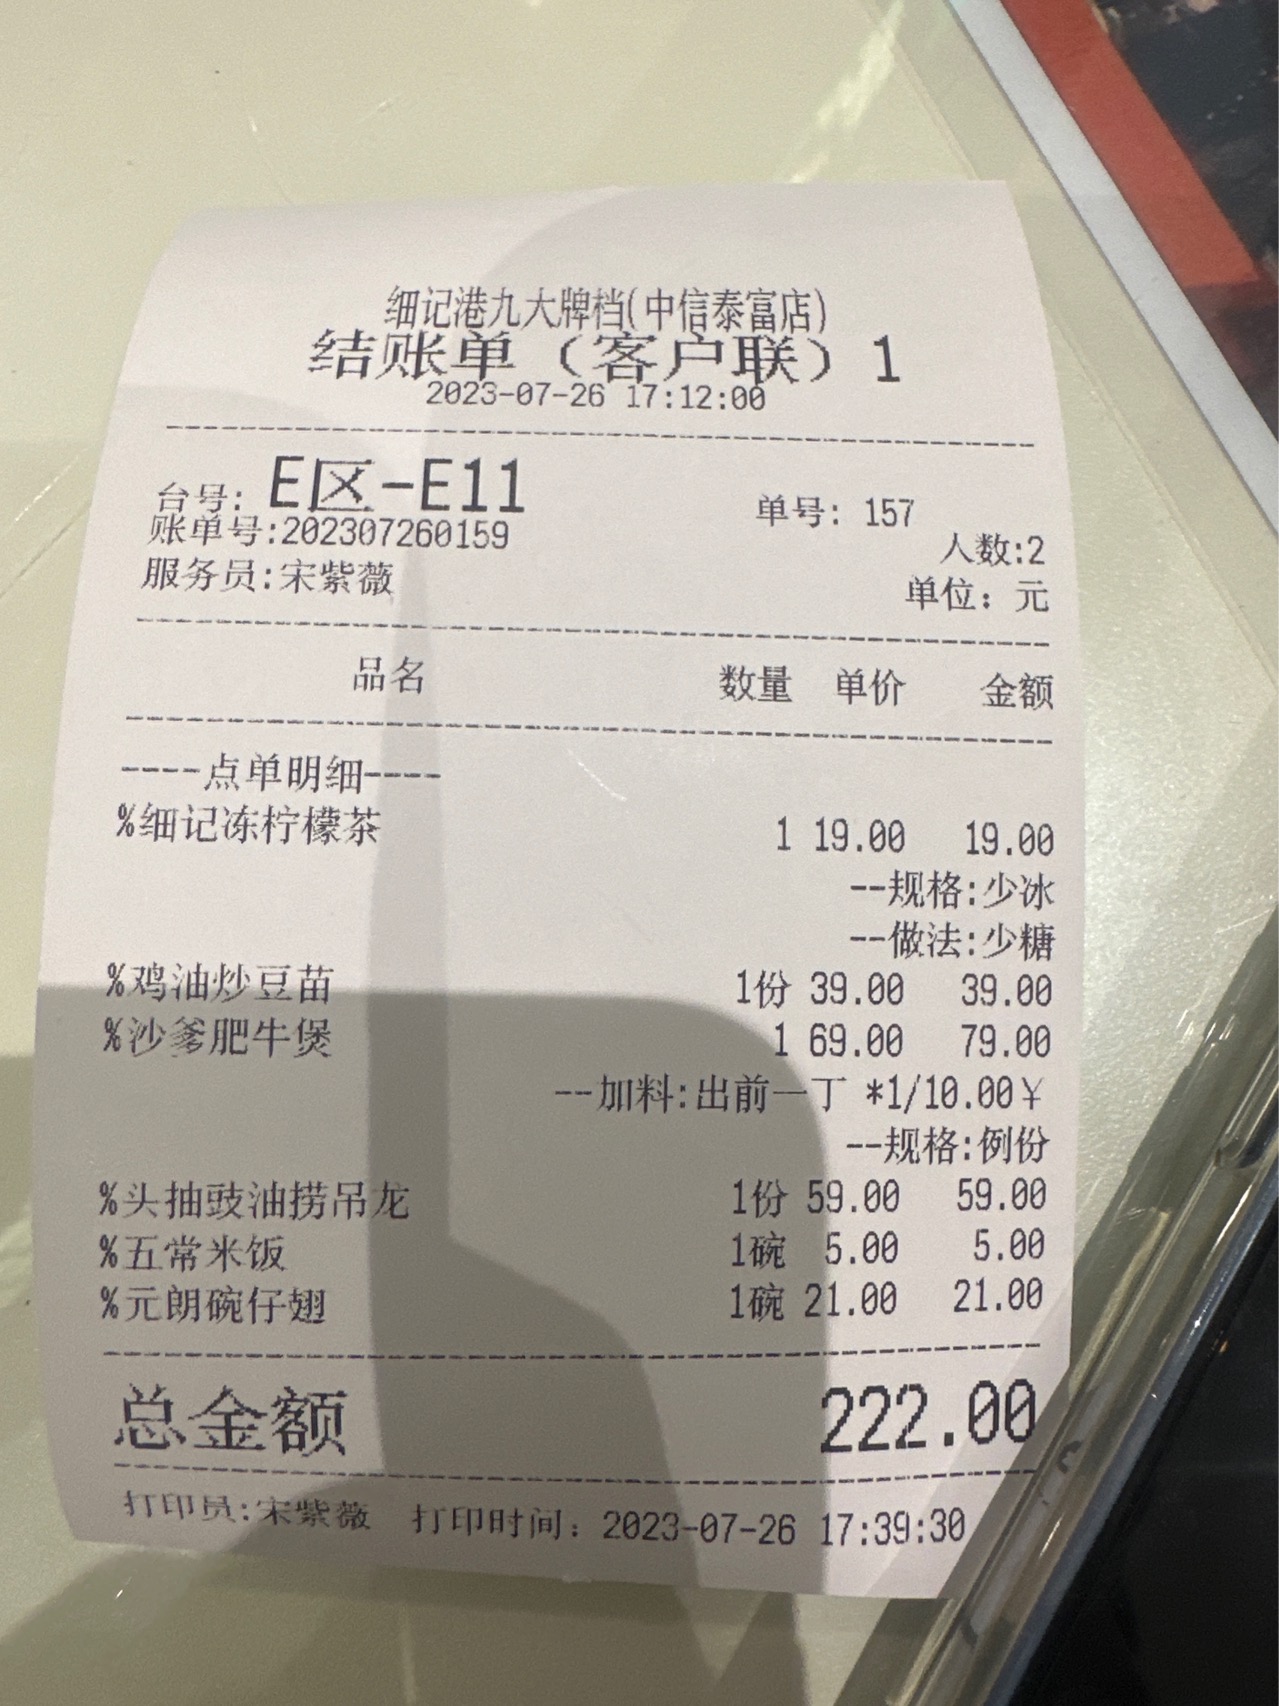 细记港九大牌档(中信泰富店)
结账单（客户联）1
2023-07-26 17:12:00
台号: E区-E11 单号: 157
账单号:202307260159 人数:2
服务员:宋紫薇 单位: 元
品名 数量 单价 金额
----点单明细----
%细记冻柠檬茶 1 19.00 19.00
--规格:少冰
--做法:少糖
%鸡油炒豆苗 1份 39.00 39.00
%沙爹肥牛煲 1 69.00 79.00
--加料:出前一丁 *1/10.00￥
--规格:例份
%头抽豉油捞吊龙 1份 59.00 59.00
%五常米饭 1碗 5.00 5.00
%元朗碗仔翅 1碗 21.00 21.00
总金额 222.00
打印员:宋紫薇 打印时间: 2023-07-26 17:39:30